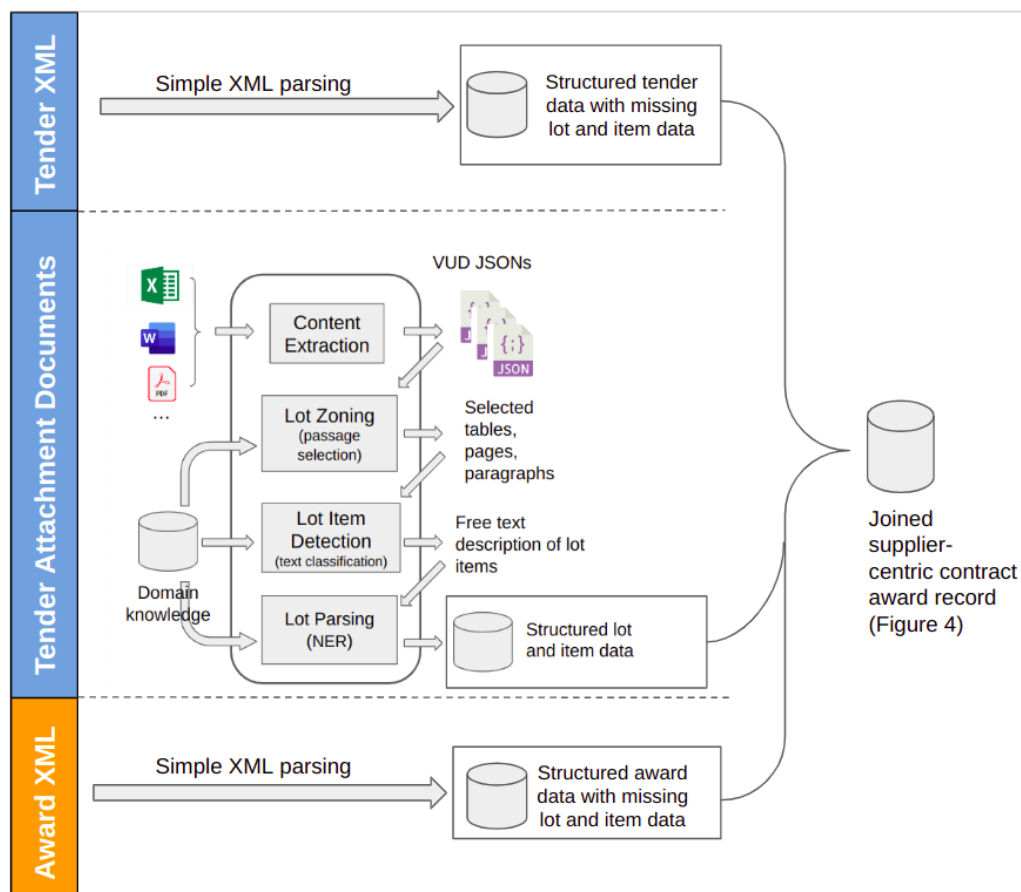 Tender XML
Simple XML parsing
Structured tender
data with missing
lot and item data
Tender Attachment Documents
X
W
PDF
...
Content
Extraction
VUD JSONs
{ }
{ }
{;}
J
J
JSON
Lot Zoning
(passage
selection)
Selected
tables,
pages,
paragraphs
Lot Item
Detection
(text classification)
Free text
description of lot
items
Domain
knowledge
Lot Parsing
(NER)
Structured lot
and item data
Award XML
Simple XML parsing
Structured award
data with missing
lot and item data
Joined
supplier-
centric contract
award record
(Figure 4)